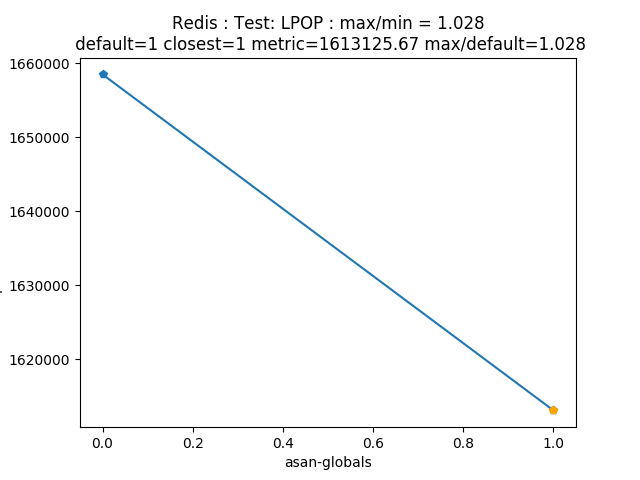 Redis : Test: LPOP : max/min = 1.028
default=1 closest=1 metric=1613125.67 max/default=1.028
1660000
1650000
1640000
1630000
1620000
0.0 0.2 0.4 0.6 0.8 1.0
asan-globals